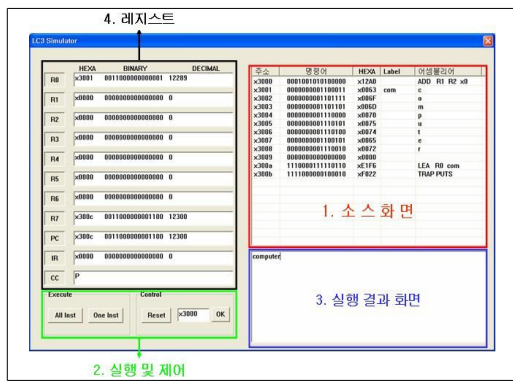 4. 레지스트
LC3 Simulator
HEXA BINARY DECIMAL
R0 x3001 0011000000000001 12289
R1 x0000 0000000000000000 0
R2 x0000 0000000000000000 0
R3 x0000 0000000000000000 0
R4 x0000 0000000000000000 0
R5 x0000 0000000000000000 0
R6 x0000 0000000000000000 0
R7 x300c 0011000000001100 12300
PC x300c 0011000000001100 12300
IR x0000 0000000000000000 0
CC P
Execute Control
All Inst One Inst Reset x3000 OK
2. 실행 및 제어
주소 명령어 HEXA Label 어셈블리어
x3000 0001001010100000 x12A0 ADD R1 R2 x0
x3001 0000000001100011 x0063 com c
x3002 0000000001101111 x006F o
x3003 0000000001101101 x006D m
x3004 0000000001110000 x0070 p
x3005 0000000001110101 x0075 u
x3006 0000000001110100 x0074 t
x3007 0000000001100101 x0065 e
x3008 0000000001110010 x0072 r
x3009 0000000000000000 x0000
x300a 1110000111110110 xE1F6 LEA R0 com
x300b 1111000000100010 xF022 TRAP PUTS
1. 소 스 화 면
computer
3. 실행 결과 화면